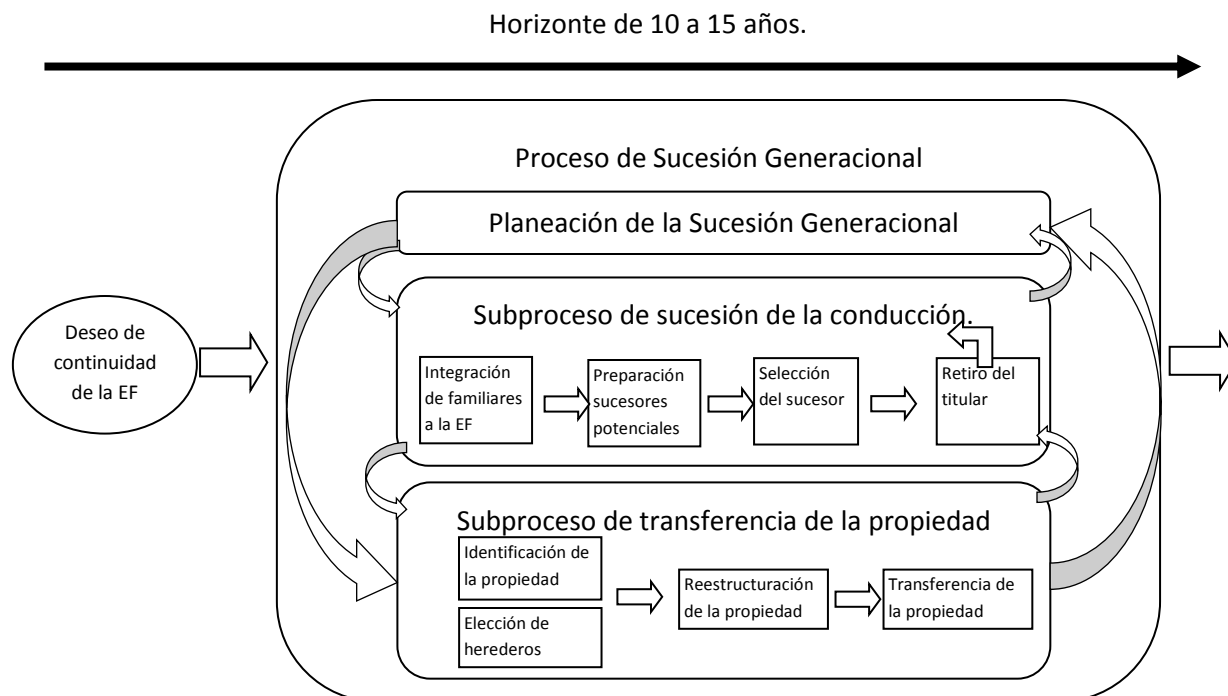 Horizonte de 10 a 15 años.
Proceso de Sucesión Generacional
Planeación de la Sucesión Generacional
Deseo de
continuidad
de la EF
Subproceso de sucesión de la conducción.
Integración
de familiares
a la EF
Preparación
sucesores
potenciales
Selección
del sucesor
Retiro del
titular
Subproceso de transferencia de la propiedad
Identificación de
la propiedad
Elección de
herederos
Reestructuración
de la propiedad
Transferencia de
la propiedad